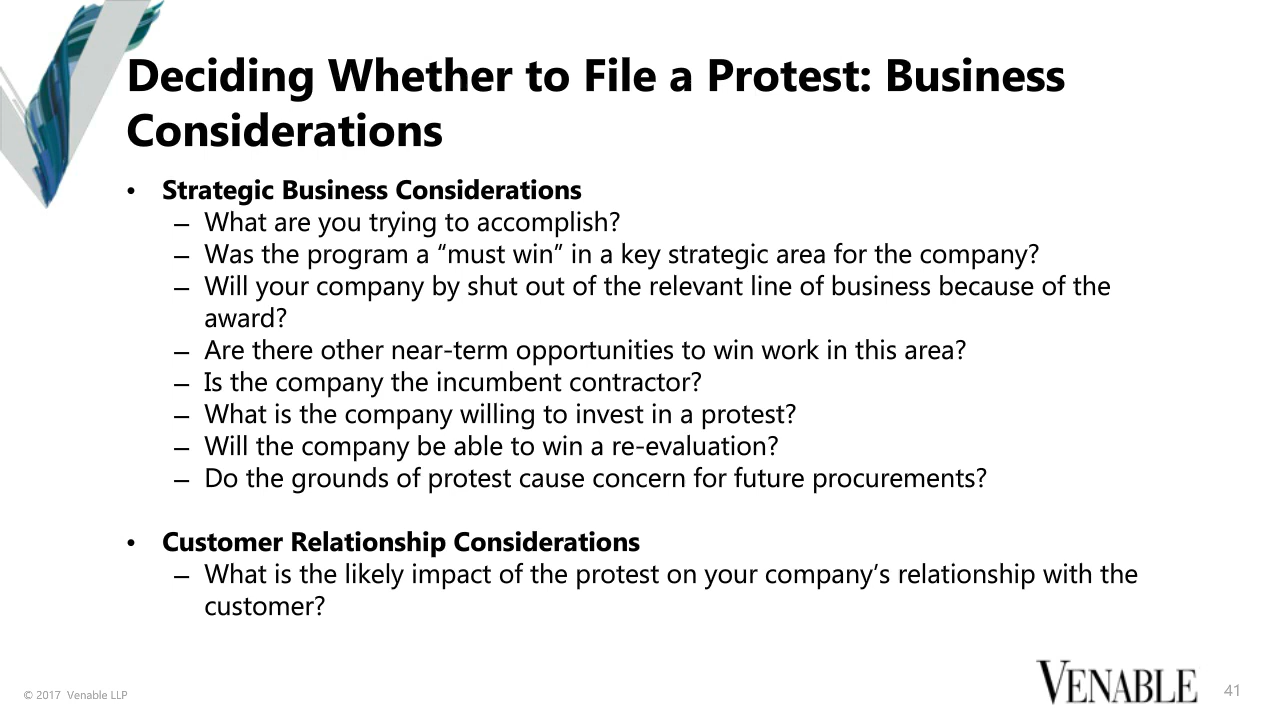 Deciding Whether to File a Protest: Business
Considerations
• Strategic Business Considerations
– What are you trying to accomplish?
– Was the program a “must win” in a key strategic area for the company?
– Will your company by shut out of the relevant line of business because of the
award?
– Are there other near-term opportunities to win work in this area?
– Is the company the incumbent contractor?
– What is the company willing to invest in a protest?
– Will the company be able to win a re-evaluation?
– Do the grounds of protest cause concern for future procurements?
• Customer Relationship Considerations
– What is the likely impact of the protest on your company’s relationship with the
customer?
© 2017 Venable LLP
VENABLE
41